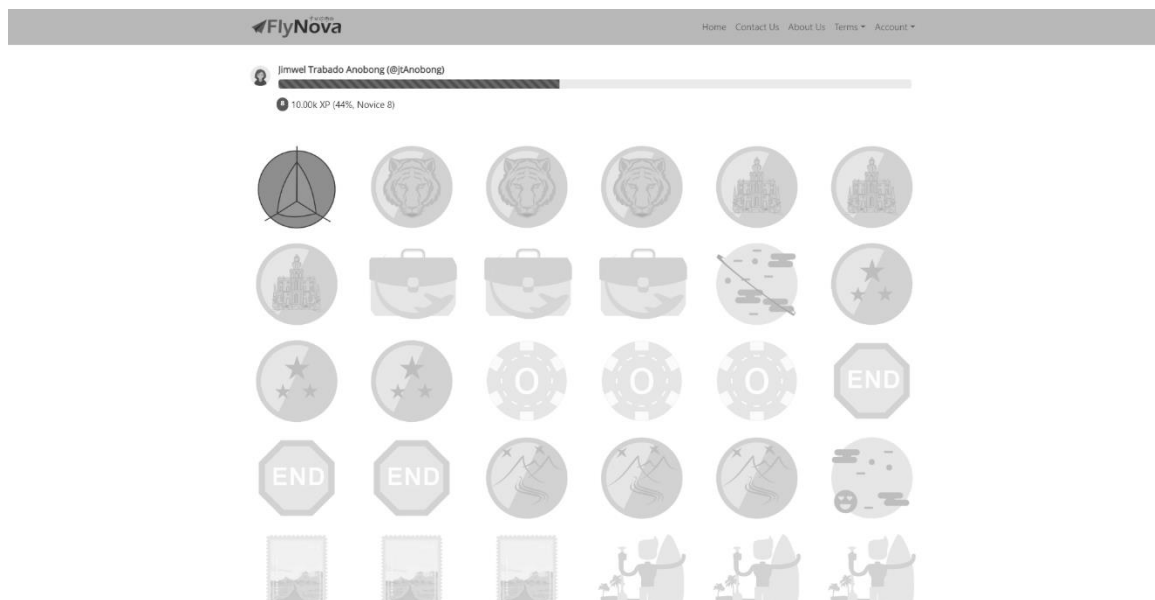 FlyNova
Home Contact Us About Us Terms Account
Jimwel Trabado Anobong (@JtAnobong)
10.00k XP (44%, Novice 8)
O O O END
END END